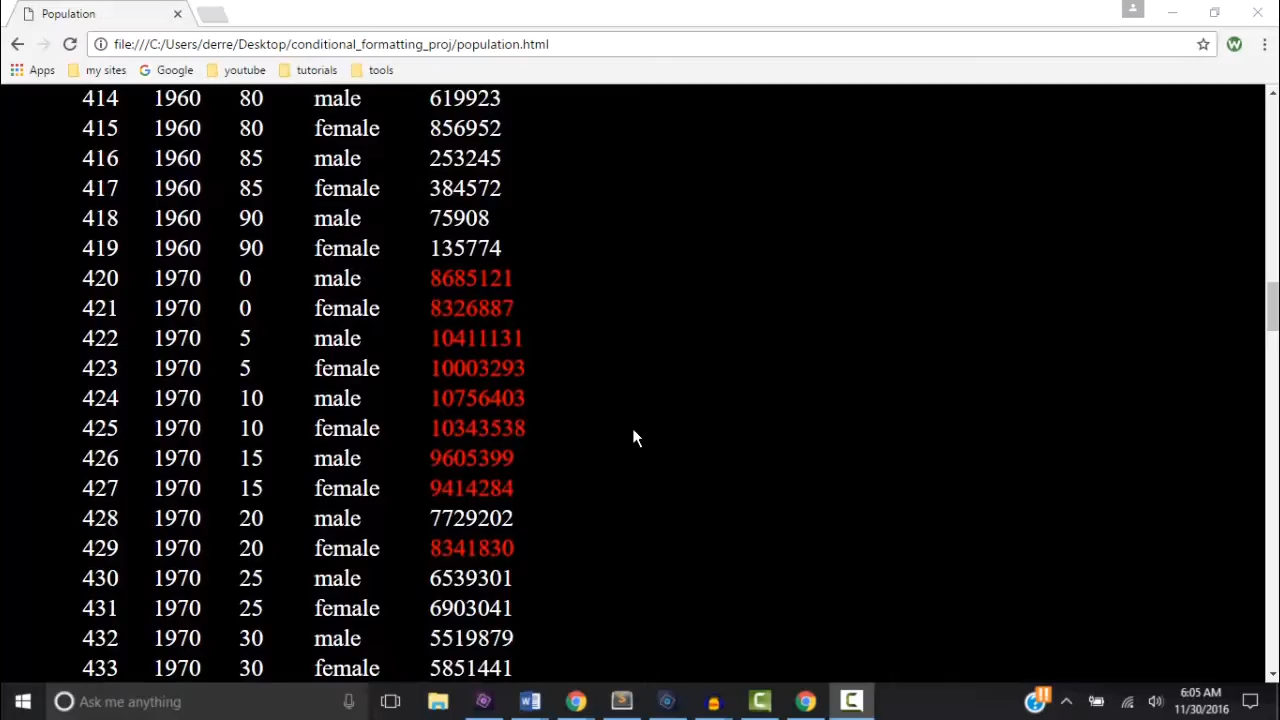 Population
file:///C:/Users/derre/Desktop/conditional_formatting_proj/population.html
Apps my sites Google youtube tutorials tools
414 1960 80 male 619923
415 1960 80 female 856952
416 1960 85 male 253245
417 1960 85 female 384572
418 1960 90 male 75908
419 1960 90 female 135774
420 1970 0 male 8685121
421 1970 0 female 8326887
422 1970 5 male 10411131
423 1970 5 female 10003293
424 1970 10 male 10756403
425 1970 10 female 10343538
426 1970 15 male 9605399
427 1970 15 female 9414284
428 1970 20 male 7729202
429 1970 20 female 8341830
430 1970 25 male 6539301
431 1970 25 female 6903041
432 1970 30 male 5519879
433 1970 30 female 5851441
Ask me anything
6:05 AM
11/30/2016